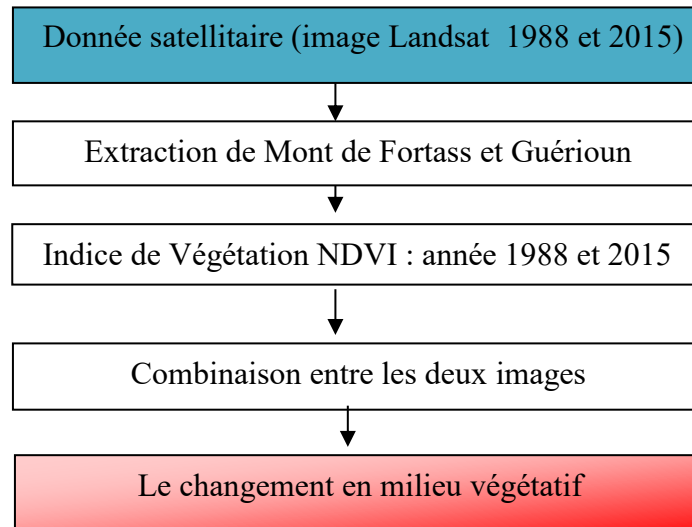 Donnée satellitaire (image Landsat  1988 et 2015)
Extraction de Mont de Fortass et Guérioun
Indice de Végétation NDVI : année 1988 et 2015
Combinaison entre les deux images
Le changement en milieu végétatif